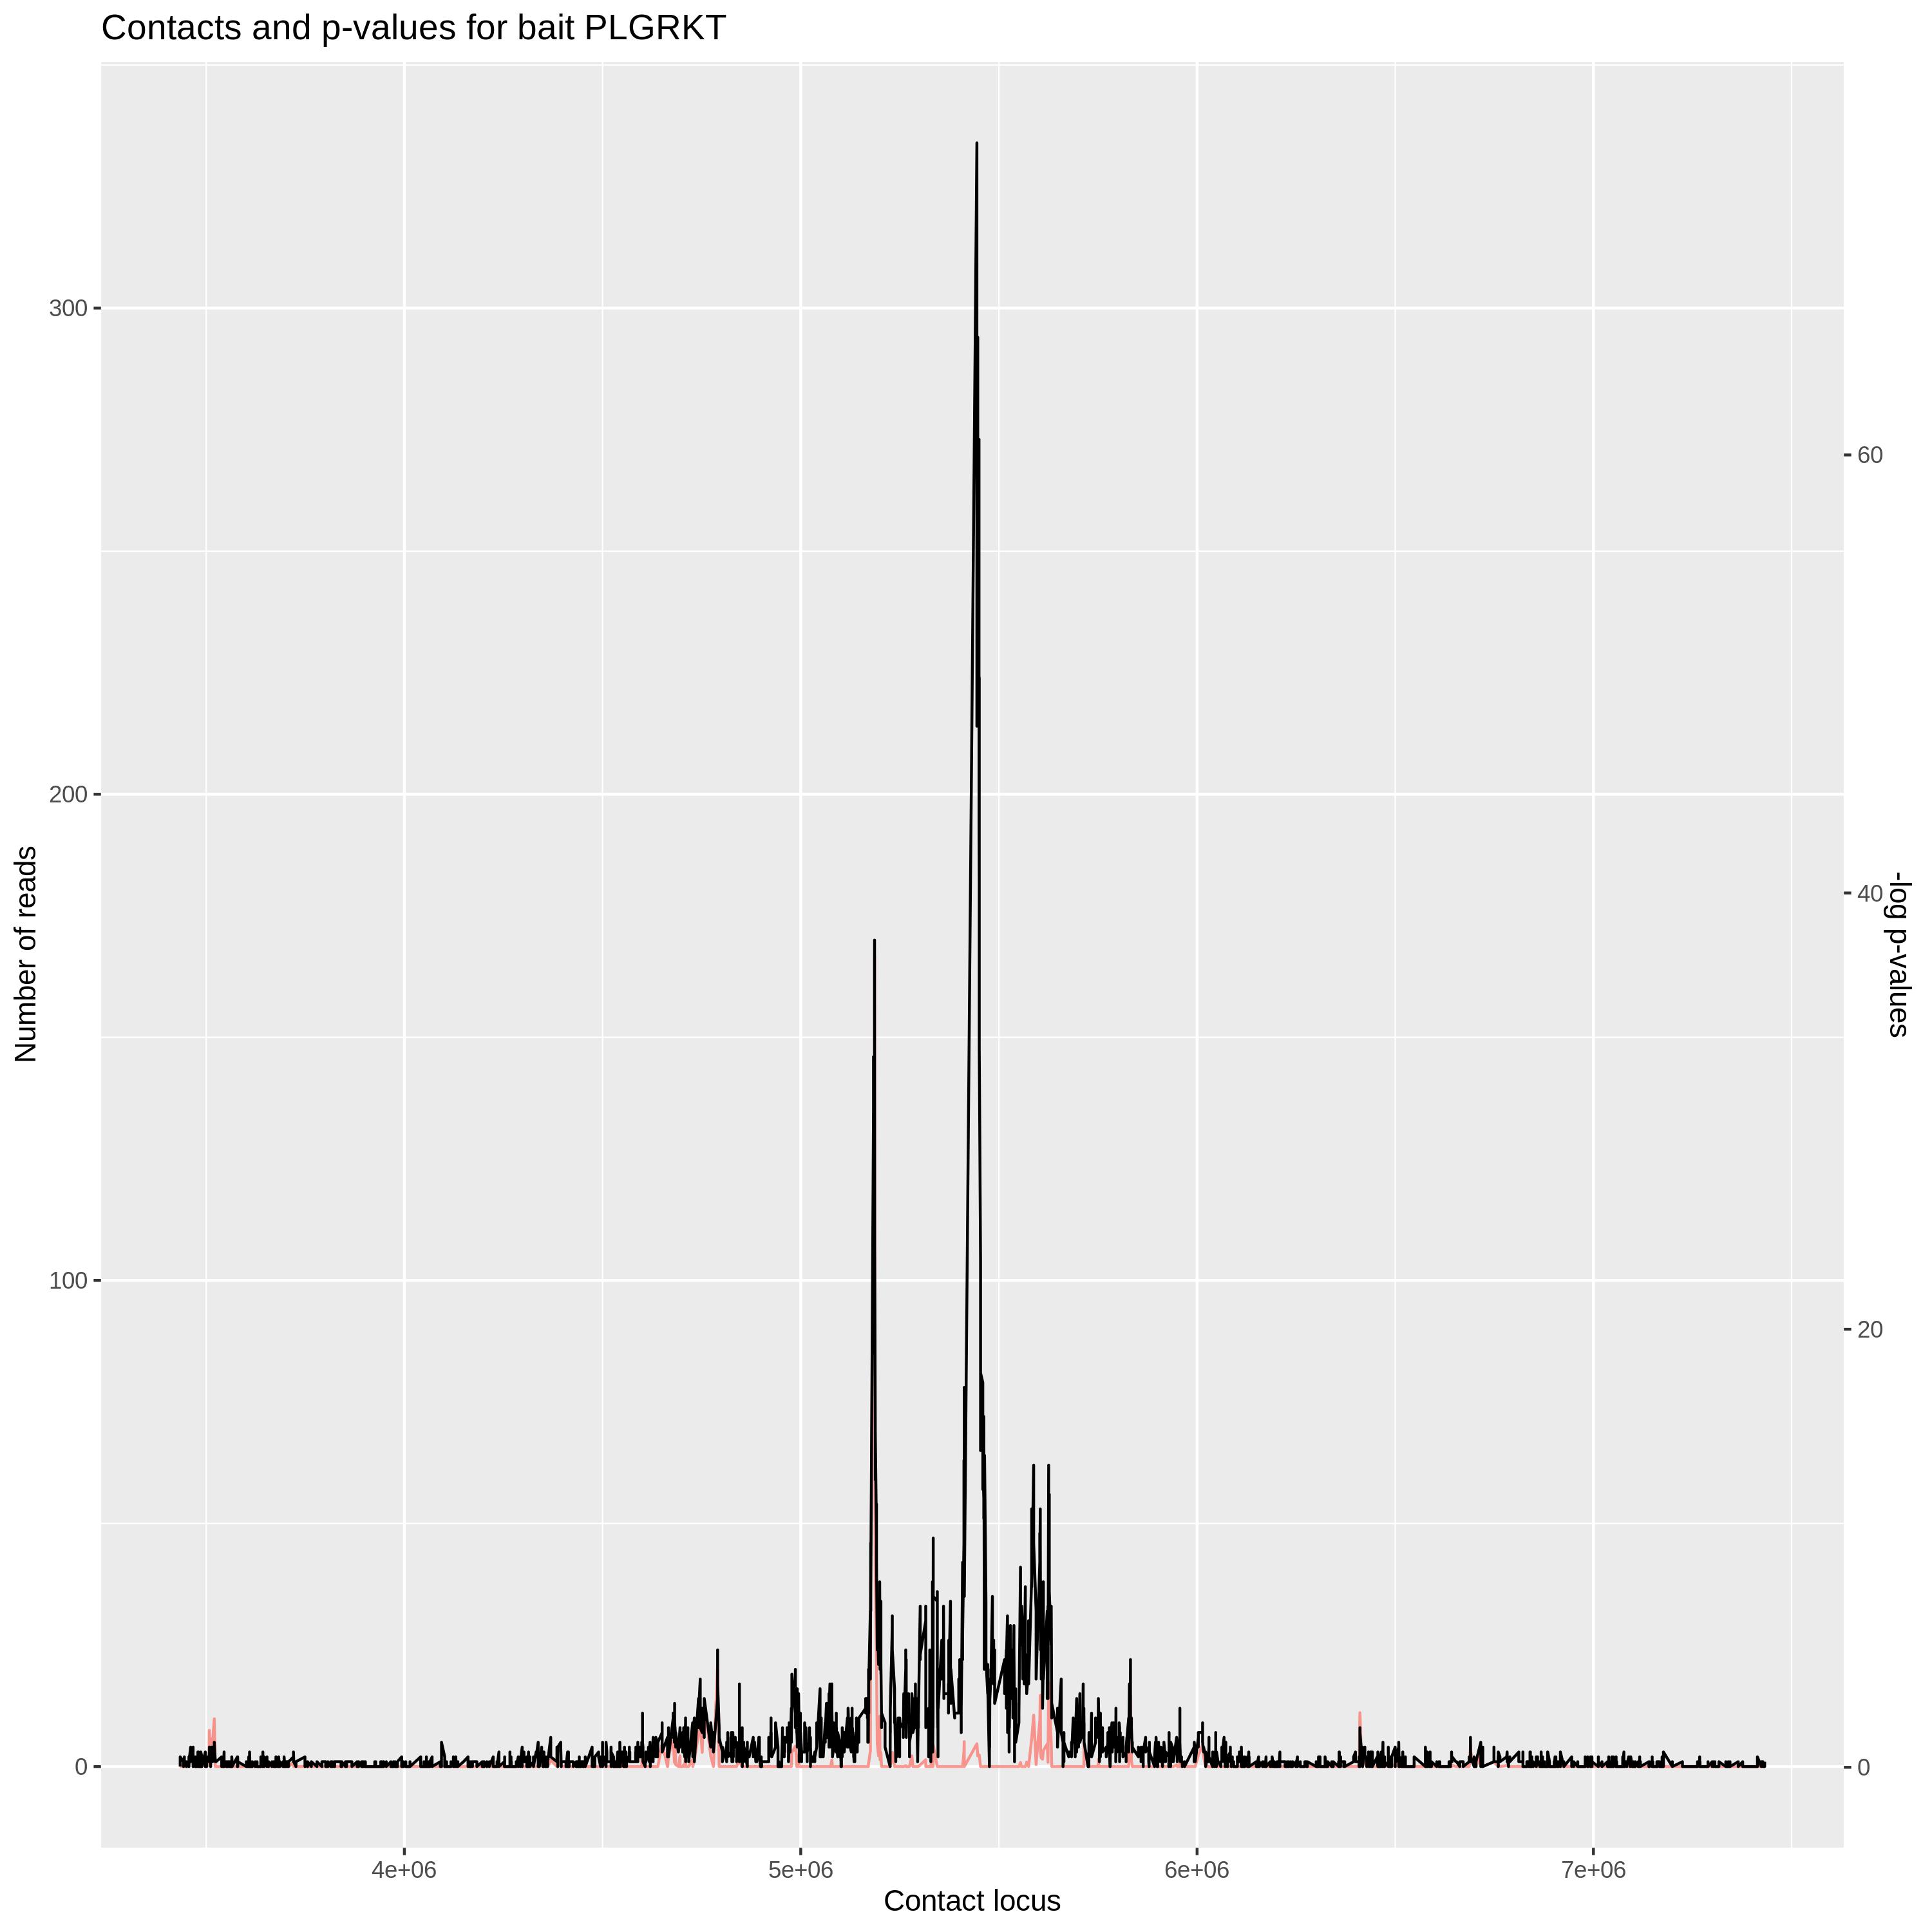 Contacts and p-values for bait PLGRKT
300
200
100
0
Number of reads
60
40
20
0
-log p-values
4e+06
5e+06
6e+06
7e+06
Contact locus